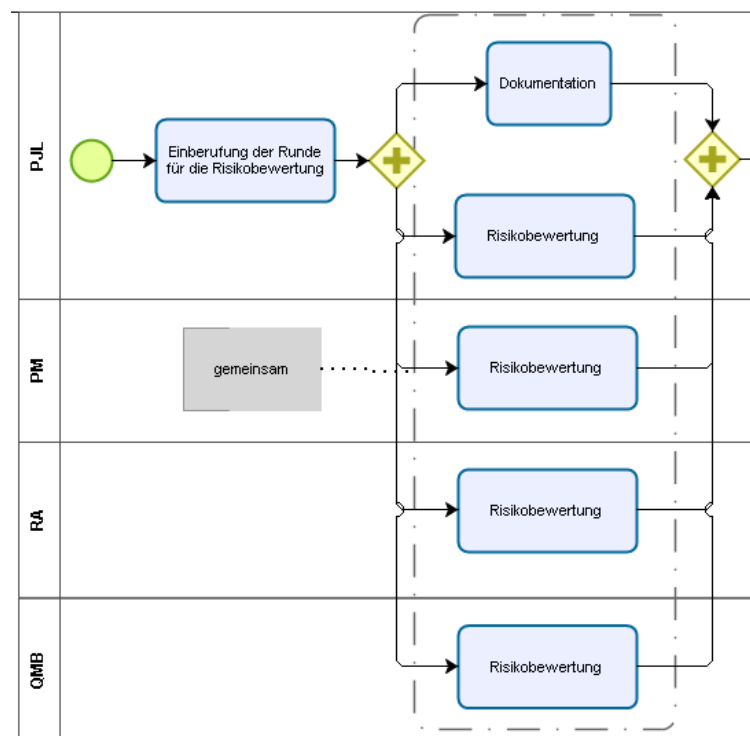 PJL
Einberufung der Runde
für die Risikobewertung
Dokumentation
Risikobewertung
PM
gemeinsam
Risikobewertung
RA
Risikobewertung
QMB
Risikobewertung